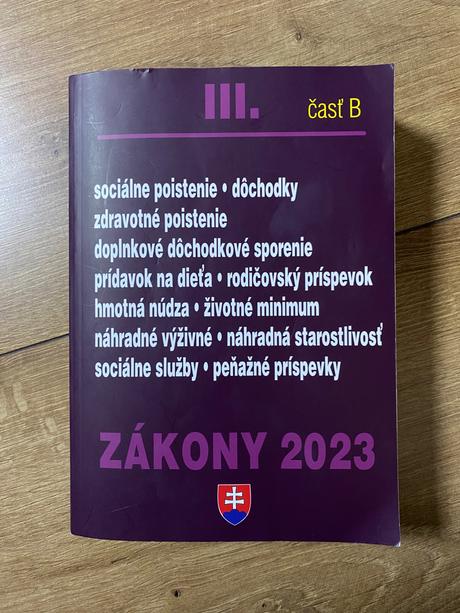 III.
časť B
sociálne poistenie • dôchodky
zdravotné poistenie
doplnkové dôchodkové sporenie
prídavok na dieťa • rodičovský príspevok
hmotná núdza • životné minimum
náhradné výživné • náhradná starostlivosť
sociálne služby • peňažné príspevky
ZÁKONY 2023